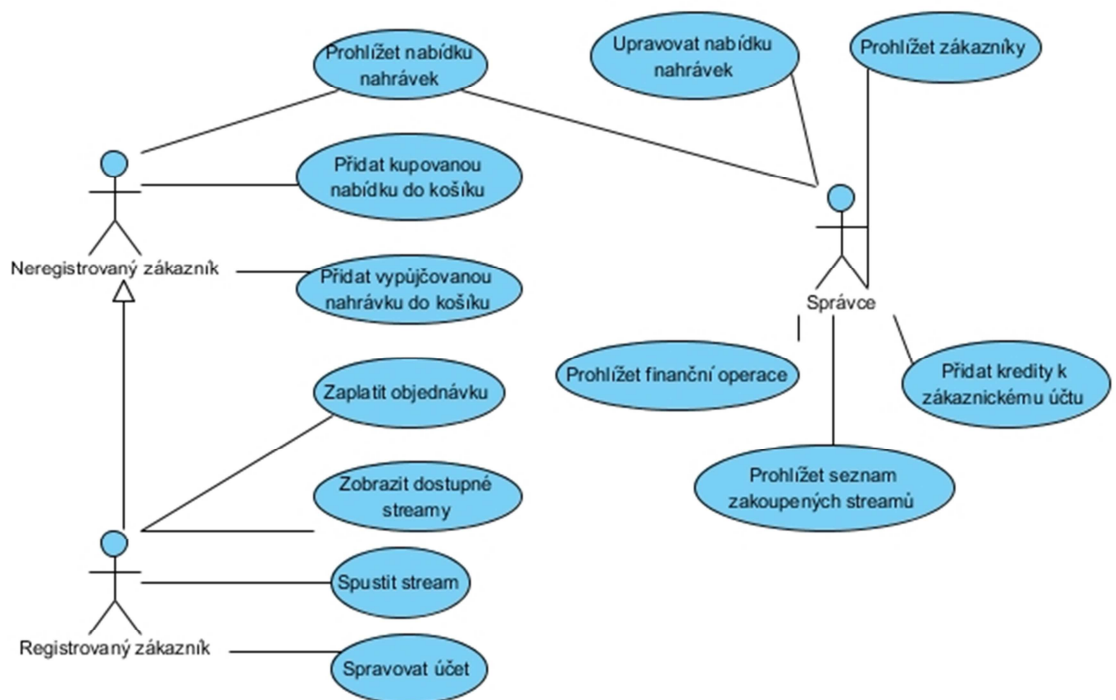 Prohlížet nabídku
nahrávek
Upravovat nabídku
nahrávek
Prohlížet zákazníky
Přidat kupovanou
nabídku do košíku
Neregistrovaný zákazník
Přidat vypůjčovanou
nahrávku do košíku
Správce
Prohlížet finanční operace
Přidat kredity k
zákaznickému účtu
Zaplatit objednávku
Zobrazit dostupné
streamy
Prohlížet seznam
zakoupených streamů
Spustit stream
Registrovaný zákazník
Spravovat účet